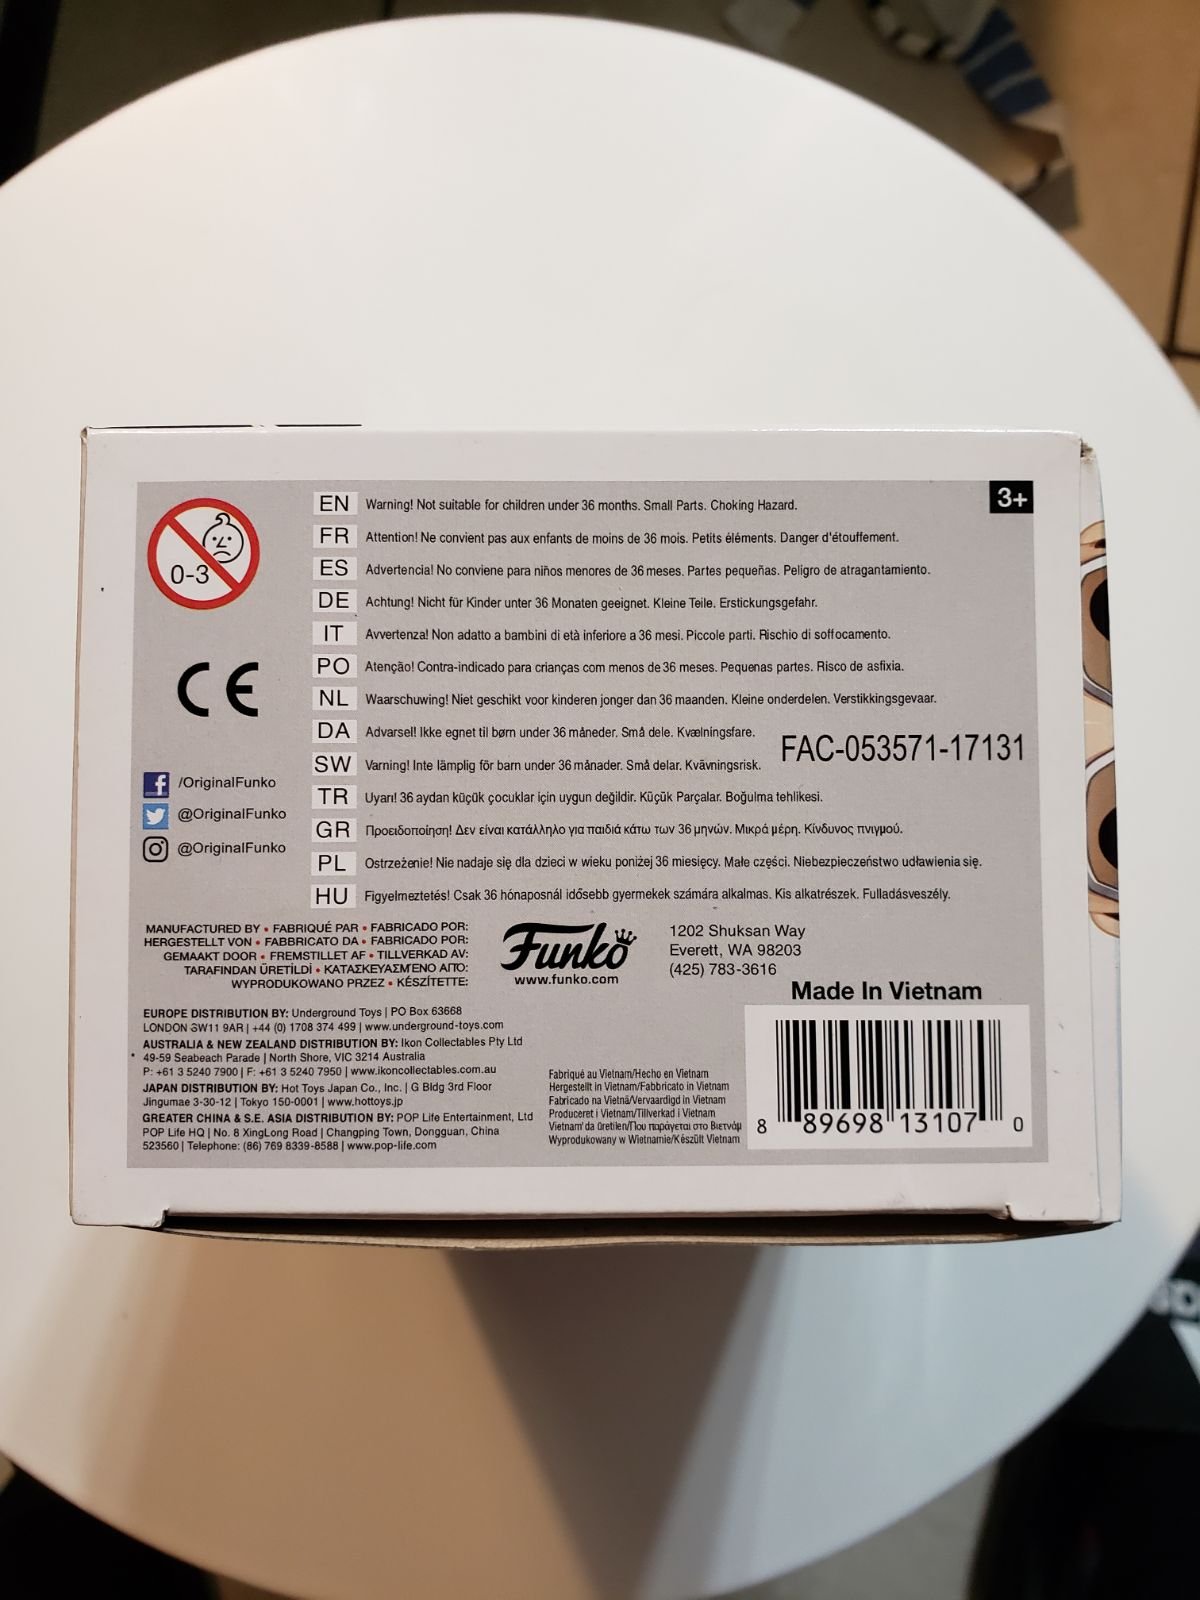 3+
0-3
EN Warning! Not suitable for children under 36 months. Small Parts. Choking Hazard.
FR Attention! Ne convient pas aux enfants de moins de 36 mois. Petits éléments. Danger d'étouffement.
ES Advertencia! No conviene para niños menores de 36 meses. Partes pequeñas. Peligro de atragantamiento.
DE Achtung! Nicht für Kinder unter 36 Monaten geeignet. Kleine Teile. Erstickungsgefahr.
IT Avvertenza! Non adatto a bambini di età inferiore a 36 mesi. Piccole parti. Rischio di soffocamento.
PO Atenção! Contra-indicado para crianças com menos de 36 meses. Pequenas partes. Risco de asfixia.
NL Waarschuwing! Niet geschikt voor kinderen jonger dan 36 maanden. Kleine onderdelen. Verstikkingsgevaar.
DA Advarsel! Ikke egnet til børn under 36 måneder. Små dele. Kvælningsfare.
SW Varning! Inte lämplig för barn under 36 månader. Små delar. Kvävningsrisk.
TR Uyarı! 36 aydan küçük çocuklar için uygun değildir. Küçük Parçalar. Boğulma tehlikesi.
GR Προειδοποίηση! Δεν είναι κατάλληλο για παιδιά κάτω των 36 μηνών. Μικρά μέρη. Κίνδυνος πνιγμού.
PL Ostrzeżenie! Nie nadaje się dla dzieci w wieku poniżej 36 miesięcy. Małe części. Niebezpieczeństwo udławienia się.
HU Figyelmeztetés! Csak 36 hónaposnál idősebb gyermekek számára alkalmas. Kis alkatrészek. Fulladásveszély.
FAC-053571-17131
CE
/OriginalFunko
@OriginalFunko
@OriginalFunko
MANUFACTURED BY • FABRIQUÉ PAR • FABRICADO POR:
HERGESTELLT VON • FABBRICATO DA • FABRICADO POR:
GEMAAKT DOOR • FREMSTILLET AF • TILLVERKAD AV:
TARAFINDAN ÜRETİLDİ • ΚΑΤΑΣΚΕΥΑΣΜΈΝΟ ΑΠΌ:
WYPRODUKOWANO PRZEZ • KÉSZÍTETTE:
Funko
www.funko.com
1202 Shuksan Way
Everett, WA 98203
(425) 783-3616
Made In Vietnam
EUROPE DISTRIBUTION BY: Underground Toys | PO Box 63668
LONDON SW11 9AR | +44 (0) 1708 374 499 | www.underground-toys.com
AUSTRALIA & NEW ZEALAND DISTRIBUTION BY: Ikon Collectables Pty Ltd
49-59 Seabeach Parade | North Shore, VIC 3214 Australia
P: +61 3 5240 7900 | F: +61 3 5240 7950 | www.ikoncollectables.com.au
JAPAN DISTRIBUTION BY: Hot Toys Japan Co., Inc. | G Bldg 3rd Floor
Jingumae 3-30-12 | Tokyo 150-0001 | www.hottoys.jp
GREATER CHINA & S.E. ASIA DISTRIBUTION BY: POP Life Entertainment, Ltd
POP Life HQ | No. 8 XingLong Road | Changping Town, Dongguan, China
523560 | Telephone: (86) 769 8339-8588 | www.pop-life.com
Fabriqué au Vietnam/Hecho en Vietnam
Hergestellt in Vietnam/Fabbricato in Vietnam
Fabricado na Vietnã/Vervaardigd in Vietnam
Produceret i Vietnam/Tillverkad i Vietnam
Vietnam'da üretilen/Που παράγεται στο Βιετνάμ
Wyprodukowany w Wietnamie/Készült Vietnam
8 89698 13107 0